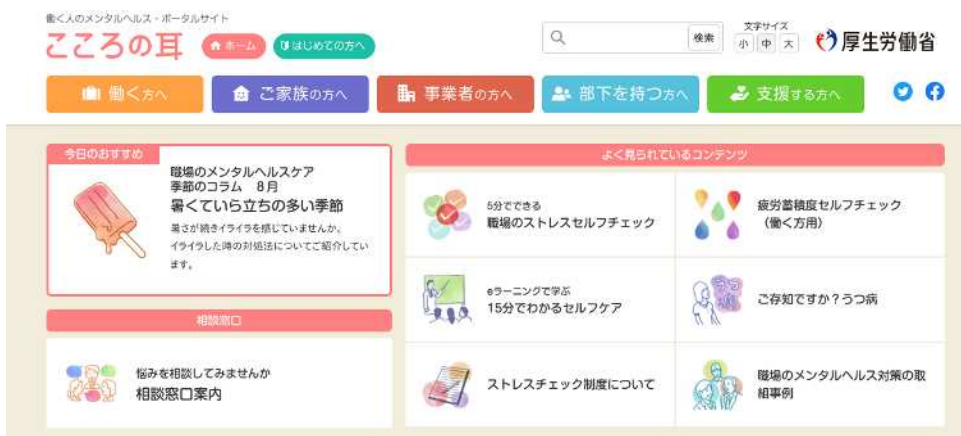 働く人のメンタルヘルス・ポータルサイト
こころの耳
ホーム
はじめての方へ
検索
文字サイズ
小 中 大
厚生労働省
働く方へ
ご家族の方へ
事業者の方へ
部下を持つ方へ
支援する方へ
今日のおすすめ
職場のメンタルヘルスケア
季節のコラム 8月
暑くていら立ちの多い季節
暑さが続きイライラを感じていませんか。
イライラした時の対処法についてご紹介してい
ます。
相談窓口
悩みを相談してみませんか
相談窓口案内
よく見られているコンテンツ
5分でできる
職場のストレスセルフチェック
疲労蓄積度セルフチェック
（働く方用）
eラーニングで学ぶ
15分でわかるセルフケア
うつ病
ご存知ですか？うつ病
ストレスチェック制度について
職場のメンタルヘルス対策の取
組事例